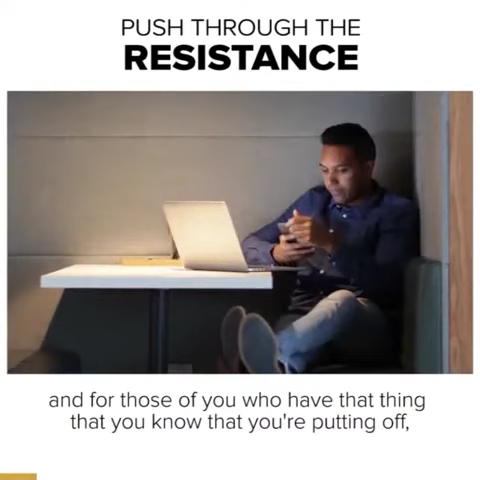 PUSH THROUGH THE
RESISTANCE
and for those of you who have that thing
that you know that you're putting off,